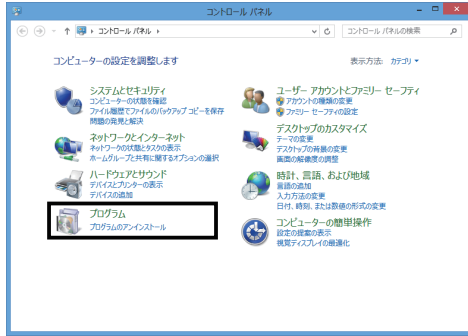 コントロール パネル
コントロール パネル
コントロール パネルの検索
コンピューターの設定を調整します
表示方法: カテゴリ
システムとセキュリティ
コンピューターの状態を確認
ファイル履歴でファイルのバックアップ コピーを保存
問題の発見と解決
ネットワークとインターネット
ネットワークの状態とタスクの表示
ホームグループと共有に関するオプションの選択
ハードウェアとサウンド
デバイスとプリンターの表示
デバイスの追加
プログラム
プログラムのアンインストール
ユーザー アカウントとファミリー セーフティ
アカウントの種類の変更
ファミリー セーフティの設定
デスクトップのカスタマイズ
テーマの変更
デスクトップの背景の変更
画面の解像度の調整
時計、言語、および地域
言語の追加
入力方法の変更
日付、時刻、または数値の形式の変更
コンピューターの簡単操作
設定の提案の表示
視覚ディスプレイの最適化